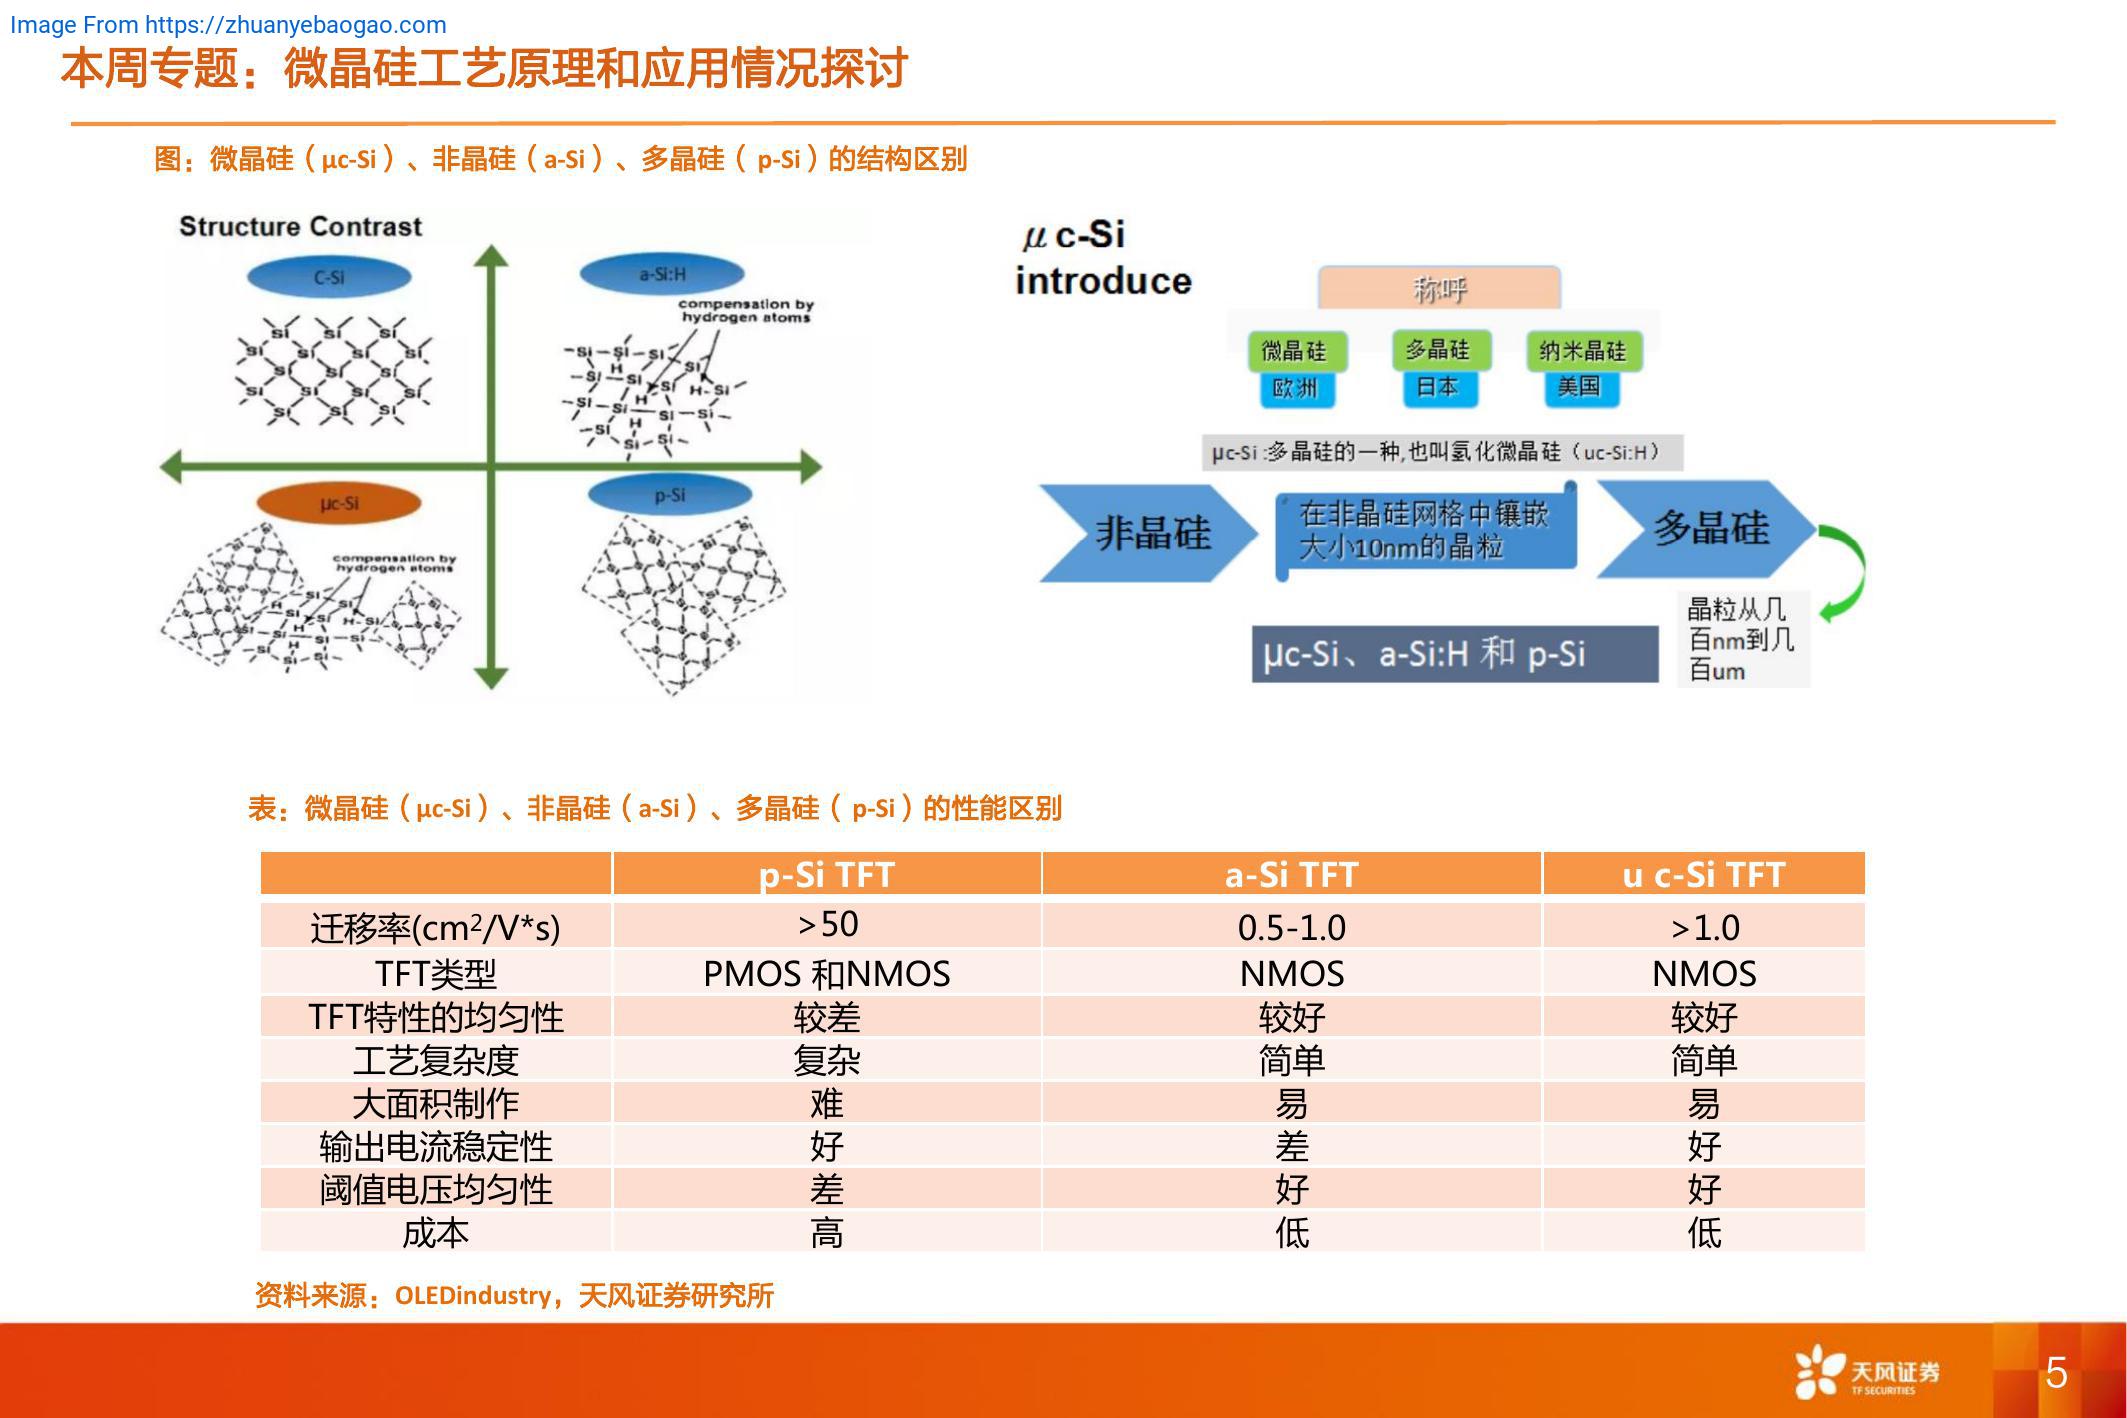 Image From https://zhuanyebaogao.com
本周专题：微晶硅工艺原理和应用情况探讨
图：微晶硅（μc-Si）、非晶硅（a-Si）、多晶硅（ p-Si）的结构区别
Structure Contrast
C-Si
a-Si:H
compensation by
hydrogen atoms
μc-Si
compensation by
hydrogen atoms
p-Si
μ c-Si
introduce
称呼
微晶硅 多晶硅 纳米晶硅
欧洲 日本 美国
μc-Si :多晶硅的一种,也叫氢化微晶硅（uc-Si:H）
非晶硅
在非晶硅网格中镶嵌
大小10nm的晶粒
多晶硅
晶粒从几
百nm到几
百um
μc-Si、a-Si:H 和 p-Si
表：微晶硅（μc-Si）、非晶硅（a-Si）、多晶硅（ p-Si）的性能区别
p-Si TFT a-Si TFT u c-Si TFT
迁移率(cm²/V*s) >50 0.5-1.0 >1.0
TFT类型 PMOS 和NMOS NMOS NMOS
TFT特性的均匀性 较差 较好 较好
工艺复杂度 复杂 简单 简单
大面积制作 难 易 易
输出电流稳定性 好 差 好
阈值电压均匀性 差 好 好
成本 高 低 低
资料来源：OLEDindustry，天风证券研究所
天风证券
TF SECURITIES
5